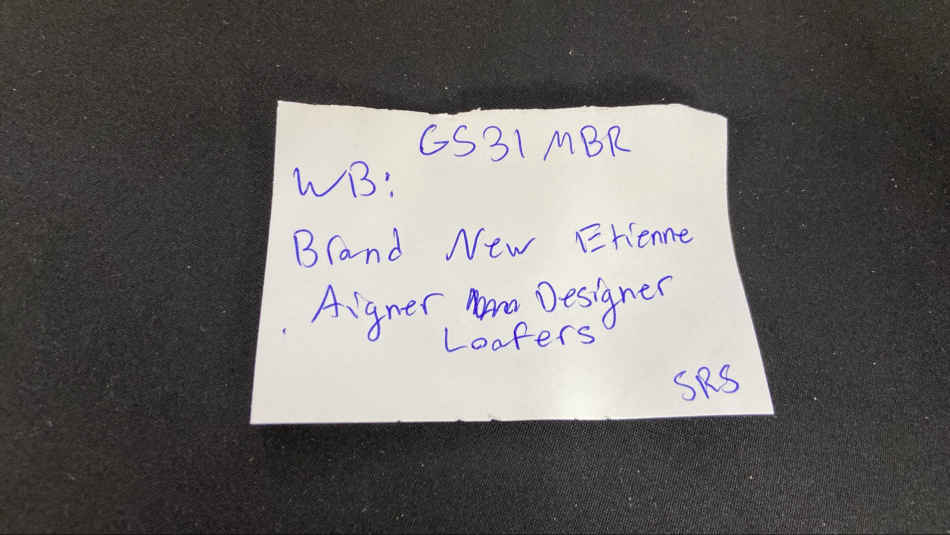 GS31 MBR
WB:
Brand New Etienne
Aigner Designer
Loafers
SRS